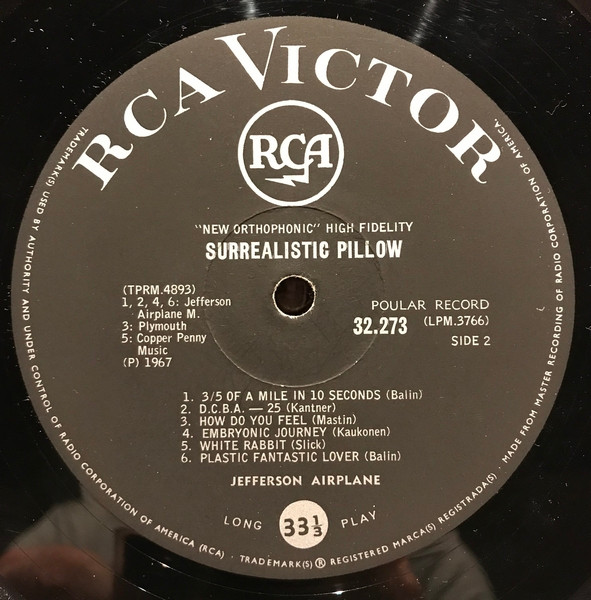 RCA VICTOR
RCA
"NEW ORTHOPHONIC" HIGH FIDELITY
SURREALISTIC PILLOW
(TPRM.4893)
1, 2, 4, 6: Jefferson
Airplane M.
3: Plymouth
5: Copper Penny
Music
(P) 1967
POULAR RECORD
32.273 (LPM.3766)
SIDE 2
1. 3/5 OF A MILE IN 10 SECONDS (Balin)
2. D.C.B.A. — 25 (Kantner)
3. HOW DO YOU FEEL (Mastin)
4. EMBRYONIC JOURNEY (Kaukonen)
5. WHITE RABBIT (Slick)
6. PLASTIC FANTASTIC LOVER (Balin)
JEFFERSON AIRPLANE
LONG 33⅓ PLAY
TRADEMARK(S) USED BY AUTHORITY AND UNDER CONTROL OF RADIO CORPORATION OF AMERICA (RCA) · TRADEMARK(S) ® REGISTERED MARCA(S) REGISTRADA(S) · MADE FROM MASTER RECORDING OF RADIO CORPORATION OF AMERICA.